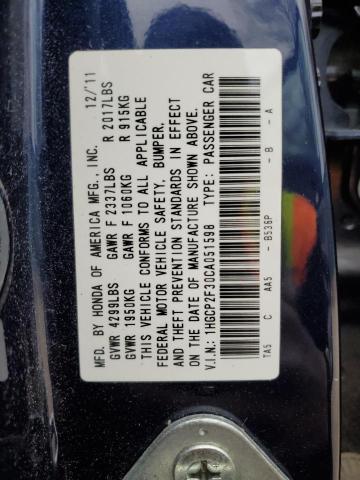 MFD. BY HONDA OF AMERICA MFG., INC. 12/'11
GVWR 4299LBS GAWR F 2337LBS R 2017LBS
GVWR 1950KG GAWR F 1060KG R 915KG
THIS VEHICLE CONFORMS TO ALL APPLICABLE
FEDERAL MOTOR VEHICLE SAFETY, BUMPER,
AND THEFT PREVENTION STANDARDS IN EFFECT
ON THE DATE OF MANUFACTURE SHOWN ABOVE.
V.I.N.: 1HGCP2F30CA051598 TYPE: PASSENGER CAR
TA5 C AA5 - B536P - B - A